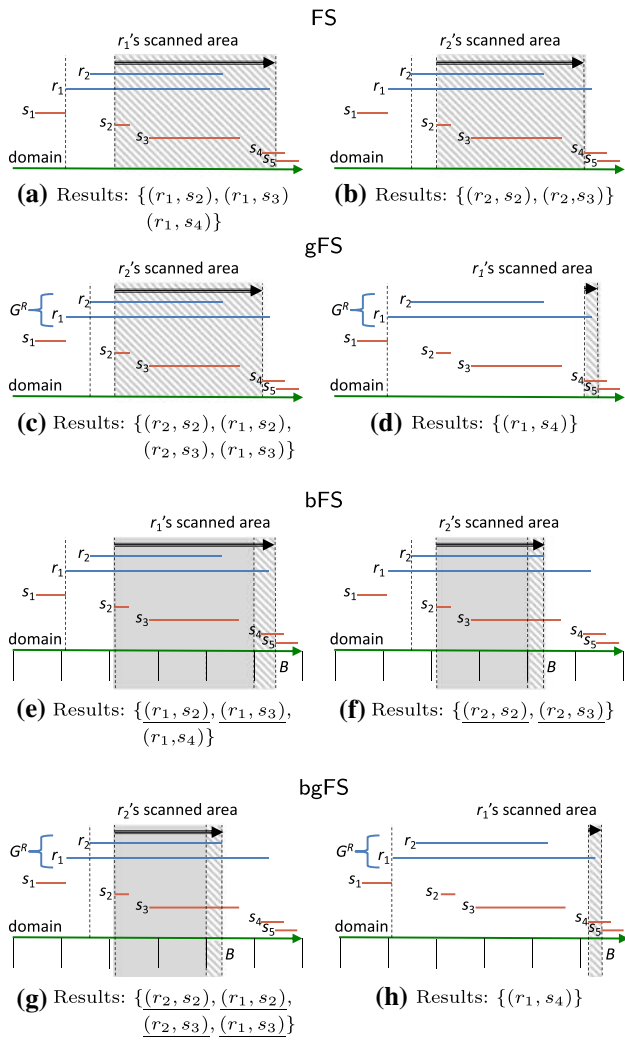 FS
r1's scanned area
r2's scanned area
r2
r1
s1
s2
s3
s4
s5
domain
r2
r1
s1
s2
s3
s4
s5
domain
(a) Results: {(r1, s2), (r1, s3)
(r1, s4)}
(b) Results: {(r2, s2), (r2,s3)}
gFS
r2's scanned area
r1's scanned area
G^R
r2
r1
s1
s2
s3
s4
s5
domain
G^R
r2
r1
s1
s2
s3
s4
s5
domain
(c) Results: {(r2, s2), (r1, s2),
(r2, s3), (r1, s3)}
(d) Results: {(r1, s4)}
bFS
r1's scanned area
r2's scanned area
r2
r1
s1
s2
s3
s4
s5
domain
B
r2
r1
s1
s2
s3
s4
s5
domain
B
(e) Results: {(r1, s2), (r1, s3),
(r1,s4)}
(f) Results: {(r2, s2), (r2, s3)}
bgFS
r2's scanned area
r1's scanned area
G^R
r2
r1
s1
s2
s3
s4
s5
domain
B
G^R
r2
r1
s1
s2
s3
s4
s5
domain
B
(g) Results: {(r2, s2), (r1, s2),
(r2, s3), (r1, s3)}
(h) Results: {(r1, s4)}